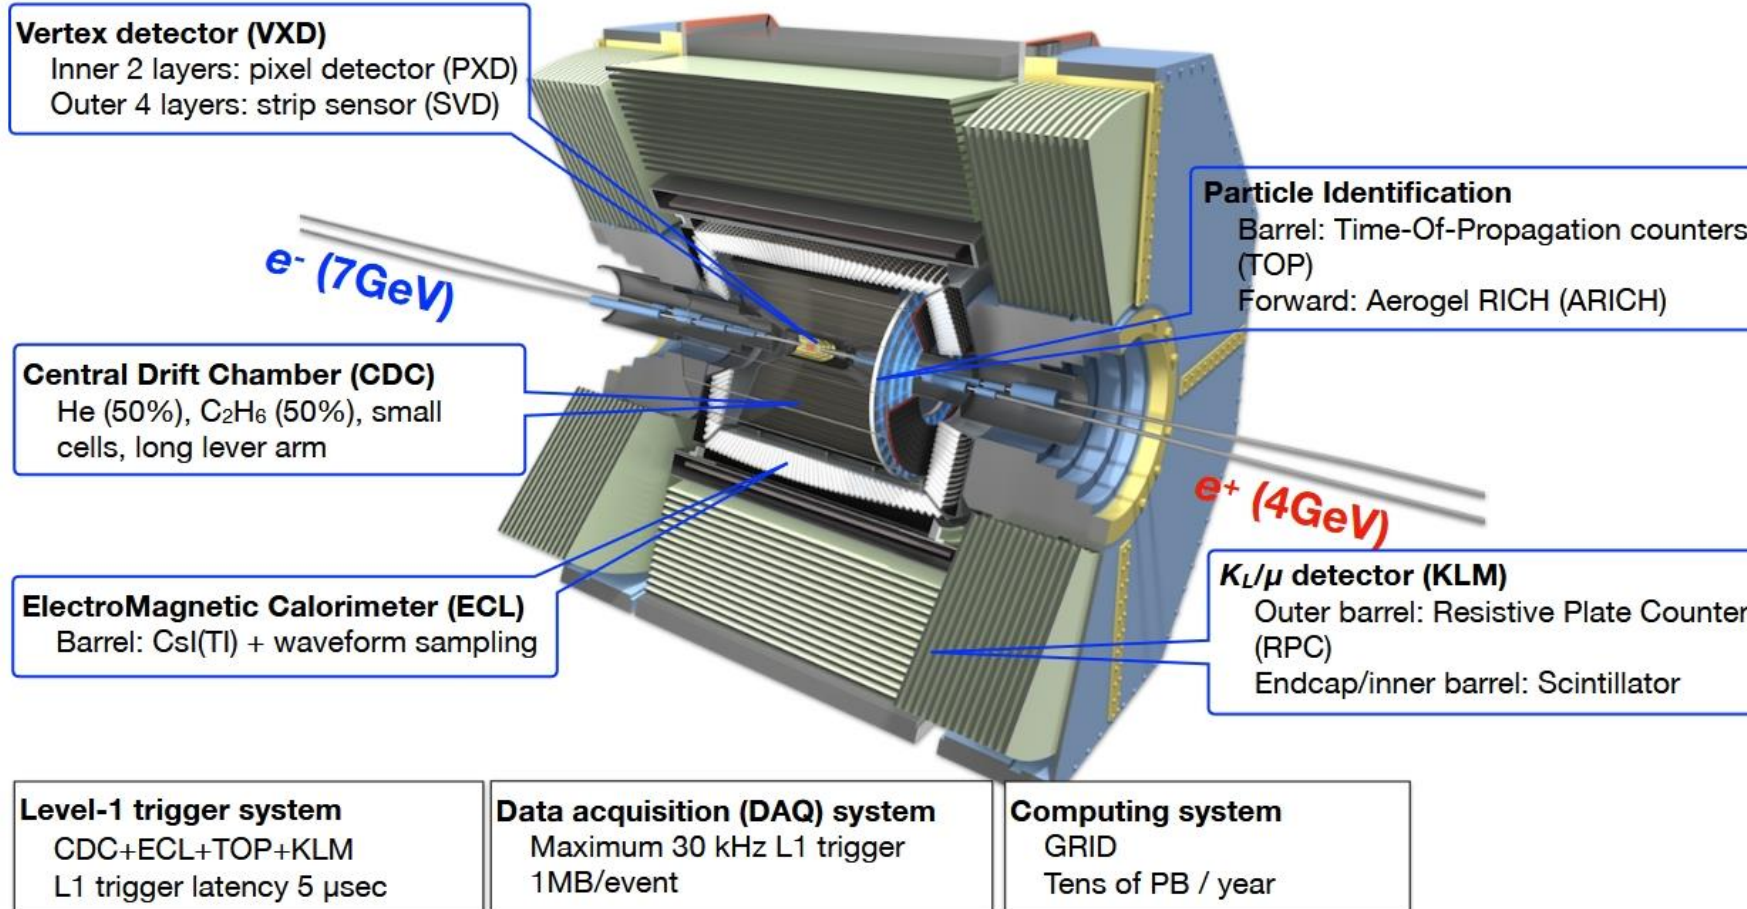 Vertex detector (VXD)
Inner 2 layers: pixel detector (PXD)
Outer 4 layers: strip sensor (SVD)
Particle Identification
Barrel: Time-Of-Propagation counters
(TOP)
Forward: Aerogel RICH (ARICH)
e⁻ (7GeV)
Central Drift Chamber (CDC)
He (50%), C₂H₆ (50%), small
cells, long lever arm
e⁺ (4GeV)
ElectroMagnetic Calorimeter (ECL)
Barrel: CsI(Tl) + waveform sampling
K_L/μ detector (KLM)
Outer barrel: Resistive Plate Counter
(RPC)
Endcap/inner barrel: Scintillator
Level-1 trigger system
CDC+ECL+TOP+KLM
L1 trigger latency 5 μsec
Data acquisition (DAQ) system
Maximum 30 kHz L1 trigger
1MB/event
Computing system
GRID
Tens of PB / year